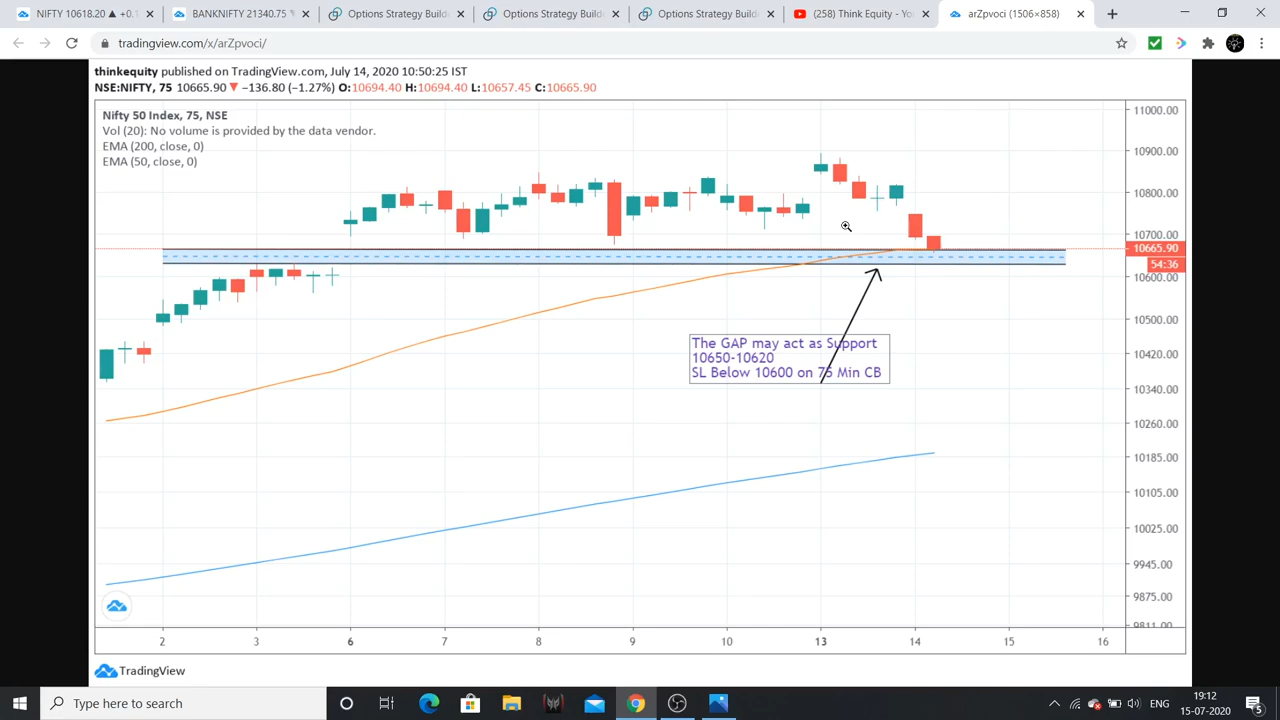 NIFTY 10618.20 ▲ +0.1
BANKNIFTY 21340.75 ▼
Options Strategy Build
Options Strategy Build
Options Strategy Build
(258) Think Equity - Yo
arZpvoci (1506×858)
tradingview.com/x/arZpvoci/
thinkequity published on TradingView.com, July 14, 2020 10:50:25 IST
NSE:NIFTY, 75 10665.90 ▼ −136.80 (−1.27%) O:10694.40 H:10694.40 L:10657.45 C:10665.90
Nifty 50 Index, 75, NSE
Vol (20): No volume is provided by the data vendor.
EMA (200, close, 0)
EMA (50, close, 0)
11000.00
10900.00
10800.00
10700.00
10665.90
54:36
10600.00
10500.00
10420.00
10340.00
10260.00
10185.00
10105.00
10025.00
9945.00
9875.00
9811.00
The GAP may act as Support
10650-10620
SL Below 10600 on 75 Min CB
2 3 6 7 8 9 10 13 14 15 16
TradingView
Type here to search
ENG
19:12
15-07-2020
5